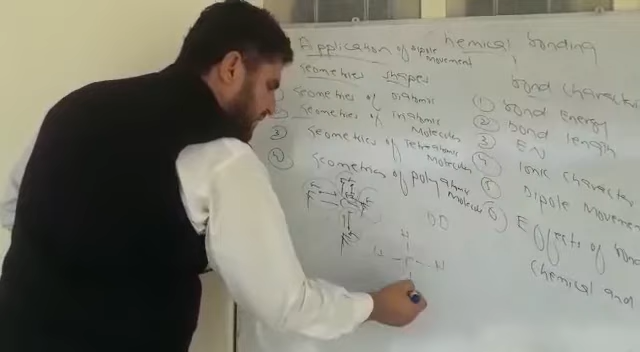 Application of dipole movement
Chemical bonding
Geometries shapes
Geometries of Diatomic
② Geometries of Triatomic Molecules
③ Geometries of Tetratomic Molecules
④ Geometries of polyatomic Molecules
bond character
① bond energy
② bond length
③ EN
④ Ionic character
⑤ Dipole Movement
⑥ Effects of bond
chemical and
F
F
F
H
H